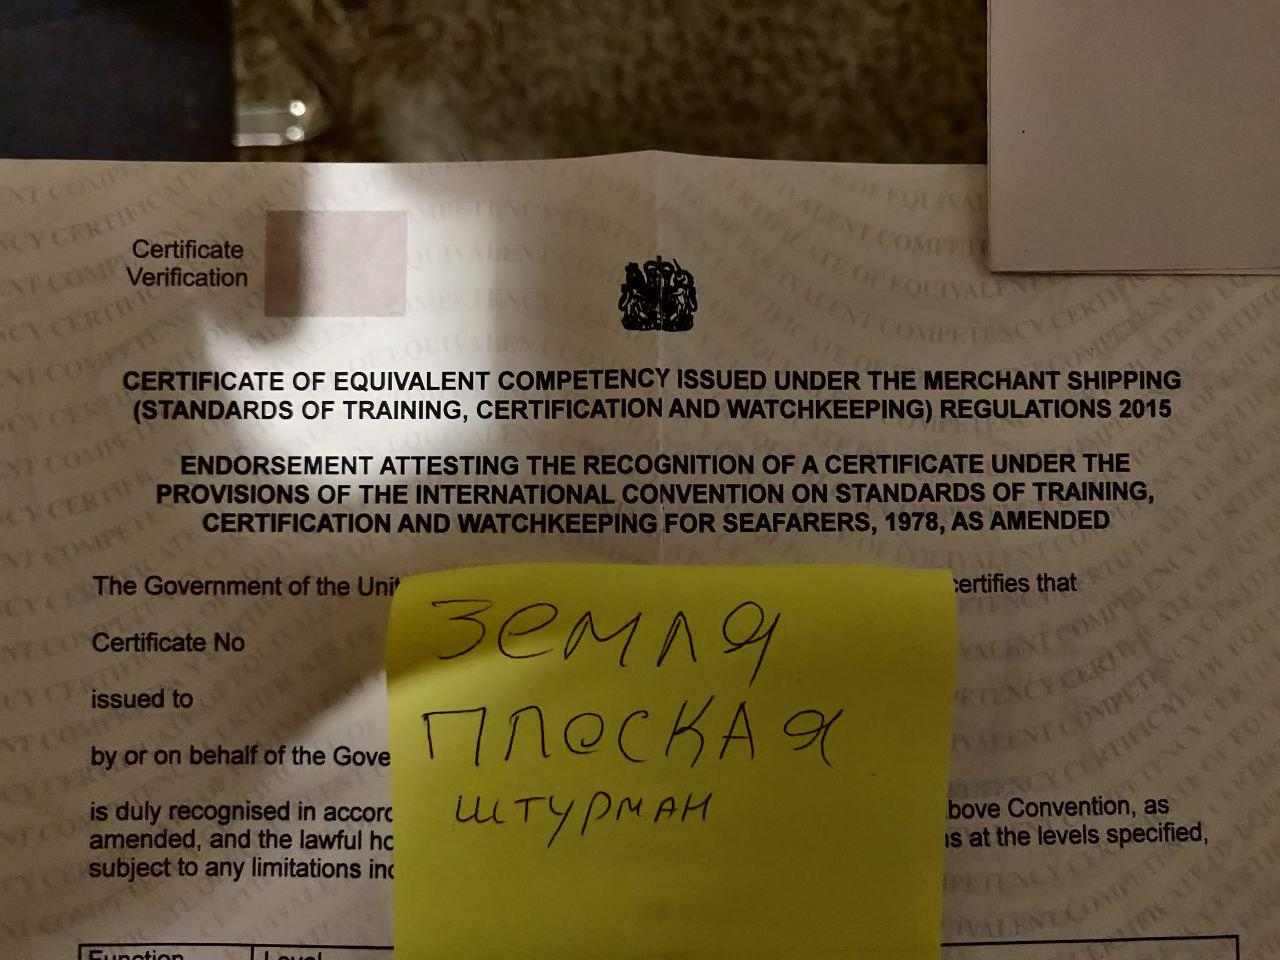 Certificate
Verification
CERTIFICATE OF EQUIVALENT COMPETENCY ISSUED UNDER THE MERCHANT SHIPPING
(STANDARDS OF TRAINING, CERTIFICATION AND WATCHKEEPING) REGULATIONS 2015
ENDORSEMENT ATTESTING THE RECOGNITION OF A CERTIFICATE UNDER THE
PROVISIONS OF THE INTERNATIONAL CONVENTION ON STANDARDS OF TRAINING,
CERTIFICATION AND WATCHKEEPING FOR SEAFARERS, 1978, AS AMENDED
The Government of the Unit certifies that
Certificate No
issued to
by or on behalf of the Gove
is duly recognised in accord bove Convention, as
amended, and the lawful ho ns at the levels specified,
subject to any limitations inc
ЗЕМЛЯ
ПЛОСКАЯ
ШТУРМАН
Function Level